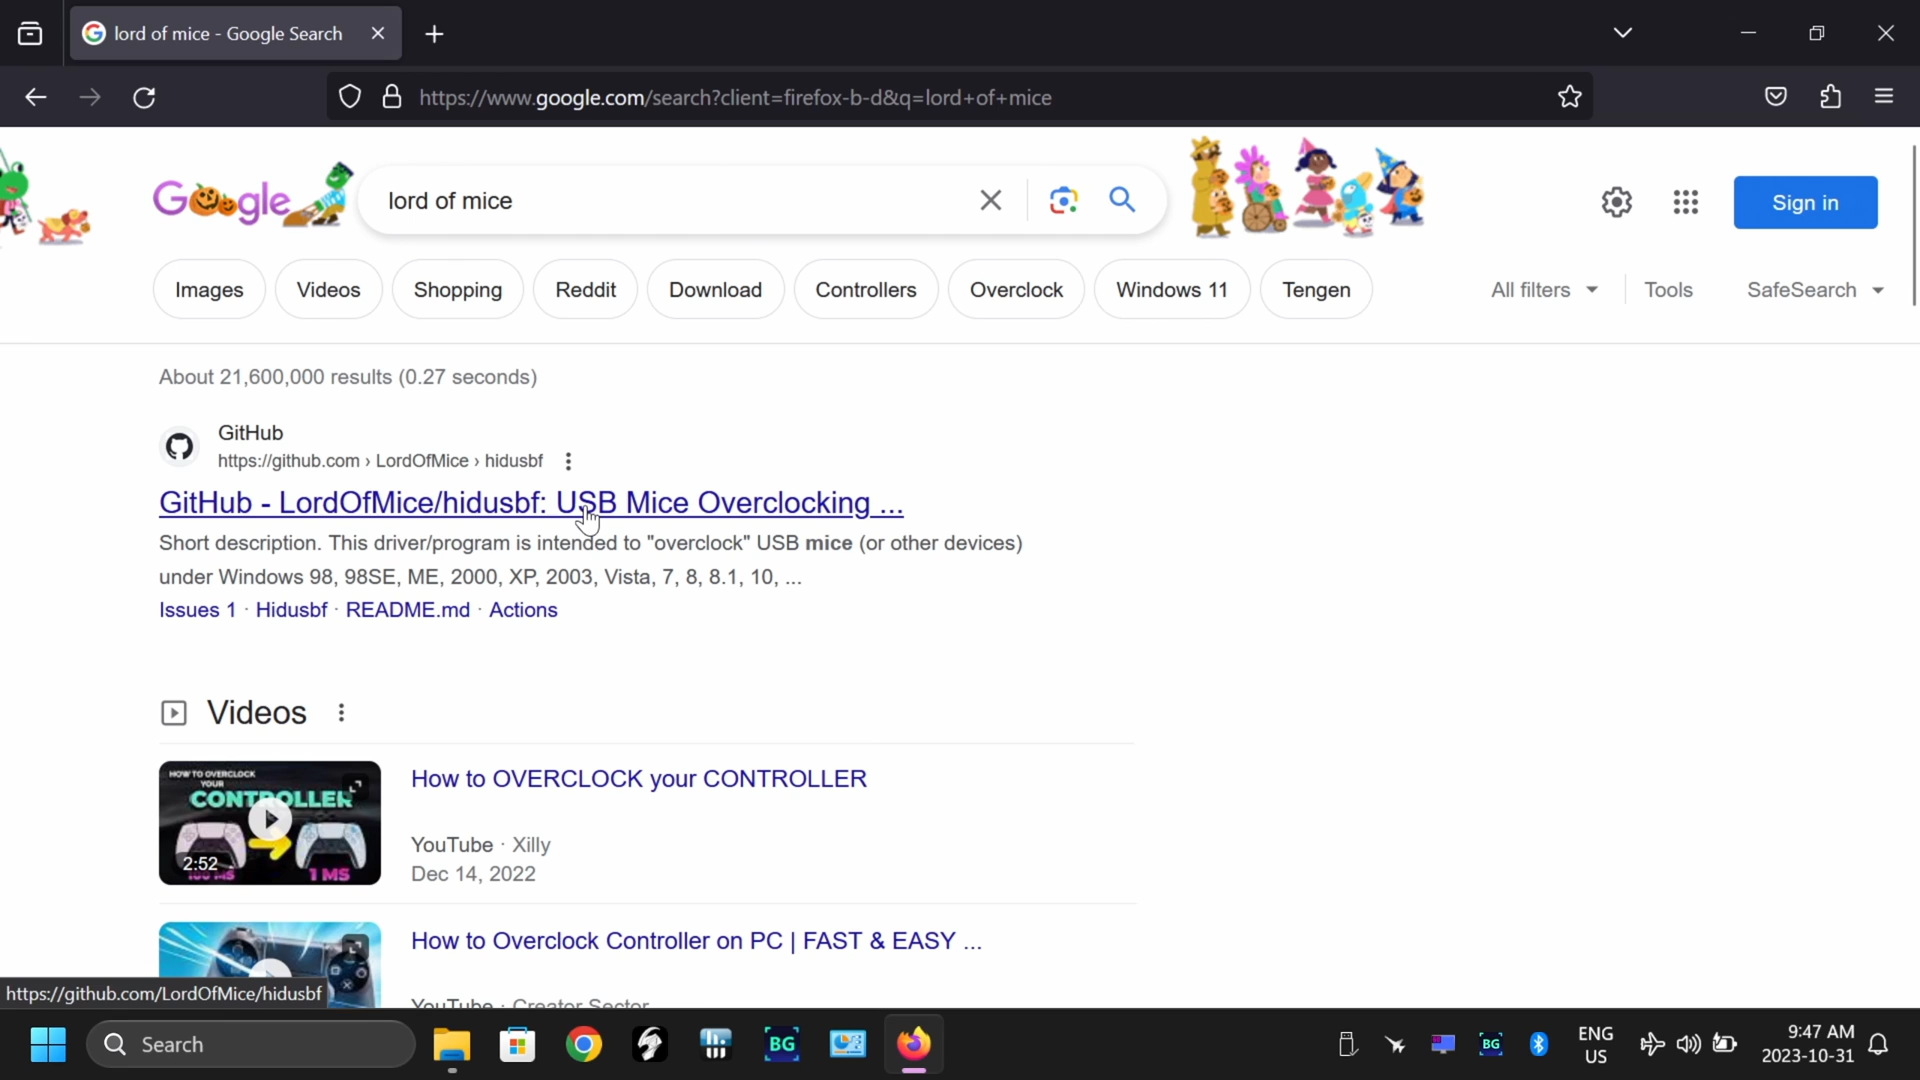 lord of mice - Google Search
https://www.google.com/search?client=firefox-b-d&q=lord+of+mice
Google
lord of mice
Sign in
Images
Videos
Shopping
Reddit
Download
Controllers
Overclock
Windows 11
Tengen
All filters
Tools
SafeSearch
About 21,600,000 results (0.27 seconds)
GitHub
https://github.com › LordOfMice › hidusbf
GitHub - LordOfMice/hidusbf: USB Mice Overclocking ...
Short description. This driver/program is intended to "overclock" USB mice (or other devices)
under Windows 98, 98SE, ME, 2000, XP, 2003, Vista, 7, 8, 8.1, 10, ...
Issues 1 · Hidusbf · README.md · Actions
Videos
HOW TO OVERCLOCK
YOUR
CONTROLLER
2:52
1 MS
How to OVERCLOCK your CONTROLLER
YouTube · Xilly
Dec 14, 2022
How to Overclock Controller on PC | FAST & EASY ...
YouTube · Creator Sector
https://github.com/LordOfMice/hidusbf
Search
BG
BG
ENG
US
9:47 AM
2023-10-31